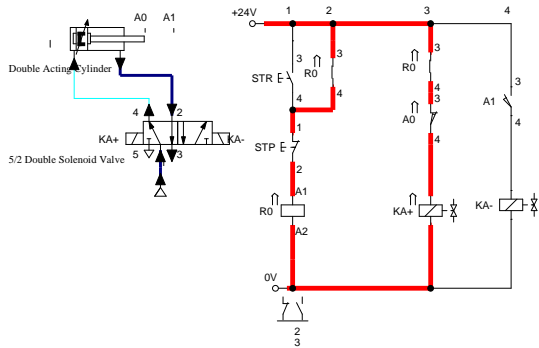 A0 A1
Double Acting Cylinder
4 2
KA+ KA-
5 3
1
5/2 Double Solenoid Valve
1 2 3 4
+24V
3 3 3 3
STR R0 R0 A1
4 4 4 4
3
A0
4
1
STP
2
A1
R0
A2
KA+ KA-
0V
2
3